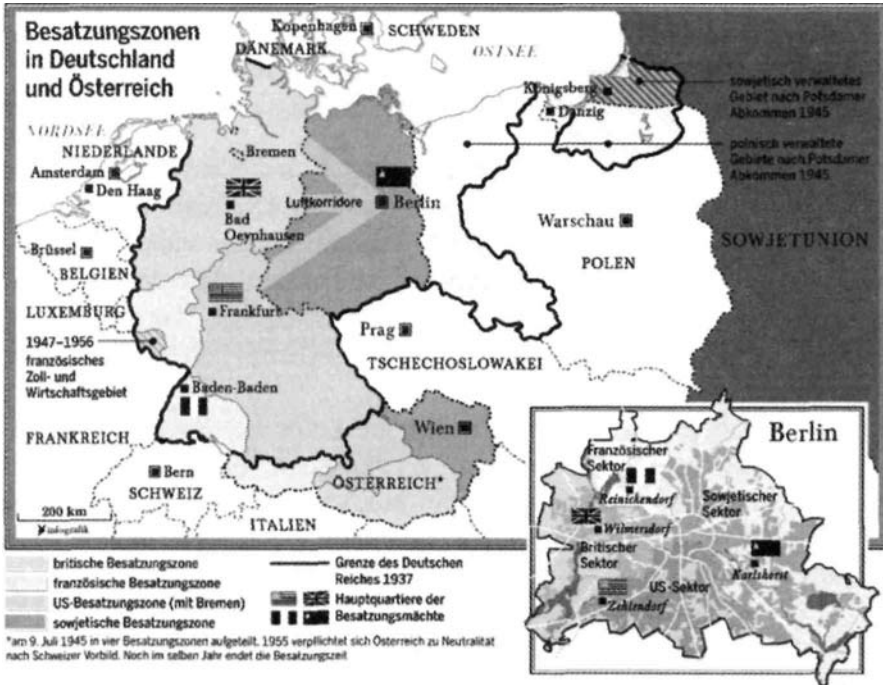 Besatzungszonen
in Deutschland
und Österreich
Kopenhagen
SCHWEDEN
DÄNEMARK
OSTSEE
NORDSEE
Königsberg
Danzig
sowjetisch verwaltetes
Gebiet nach Potsdamer
Abkommen 1945
polnisch verwaltete
Gebiete nach Potsdamer
Abkommen 1945
NIEDERLANDE
Amsterdam
Den Haag
Bremen
Luftkorridore
Berlin
Bad
Oeynhausen
Warschau
SOWJETUNION
POLEN
Brüssel
BELGIEN
LUXEMBURG
Frankfurt
1947–1956
französisches
Zoll- und
Wirtschaftsgebiet
Prag
TSCHECHOSLOWAKEI
Baden-Baden
FRANKREICH
Wien
Bern
SCHWEIZ
ÖSTERREICH*
ITALIEN
200 km
infografik
Berlin
Französischer
Sektor
Reinickendorf
Sowjetischer
Sektor
Wilmersdorf
Britischer
Sektor
Karlshorst
US-Sektor
Zehlendorf
britische Besatzungszone
französische Besatzungszone
US-Besatzungszone (mit Bremen)
sowjetische Besatzungszone
Grenze des Deutschen
Reiches 1937
Hauptquartiere der
Besatzungsmächte
*am 9. Juli 1945 in vier Besatzungszonen aufgeteilt. 1955 verpflichtet sich Österreich zu Neutralität
nach Schweizer Vorbild. Noch im selben Jahr endet die Besatzungszeit